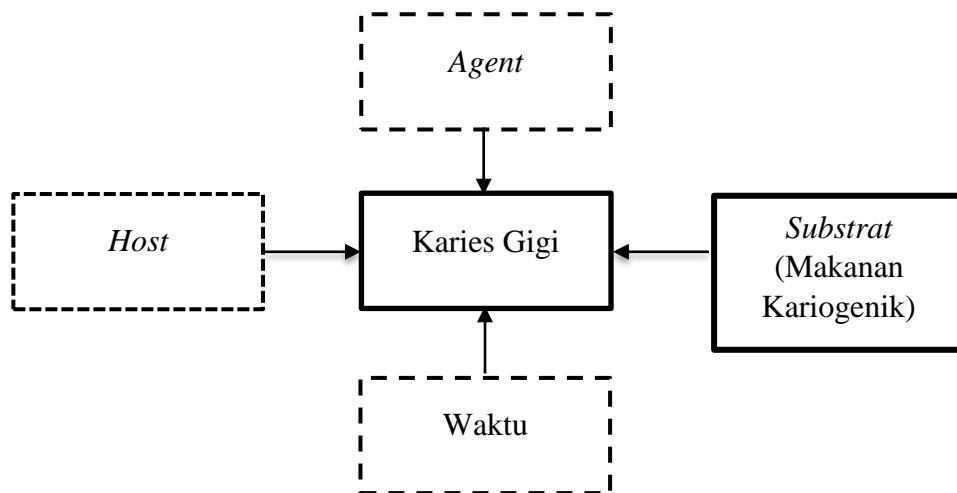 Agent
Host
Karies Gigi
Substrat
(Makanan
Kariogenik)
Waktu